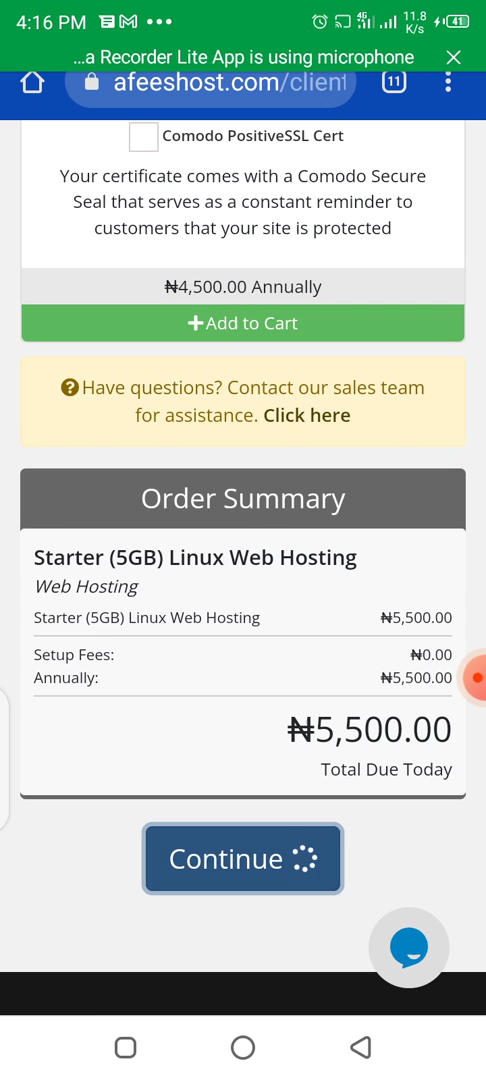 4:16 PM
4G
11.8
K/s
41
...a Recorder Lite App is using microphone
afeeshost.com/client
11
Comodo PositiveSSL Cert
Your certificate comes with a Comodo Secure
Seal that serves as a constant reminder to
customers that your site is protected
₦4,500.00 Annually
+Add to Cart
Have questions? Contact our sales team
for assistance. Click here
Order Summary
Starter (5GB) Linux Web Hosting
Web Hosting
Starter (5GB) Linux Web Hosting ₦5,500.00
Setup Fees: ₦0.00
Annually: ₦5,500.00
₦5,500.00
Total Due Today
Continue